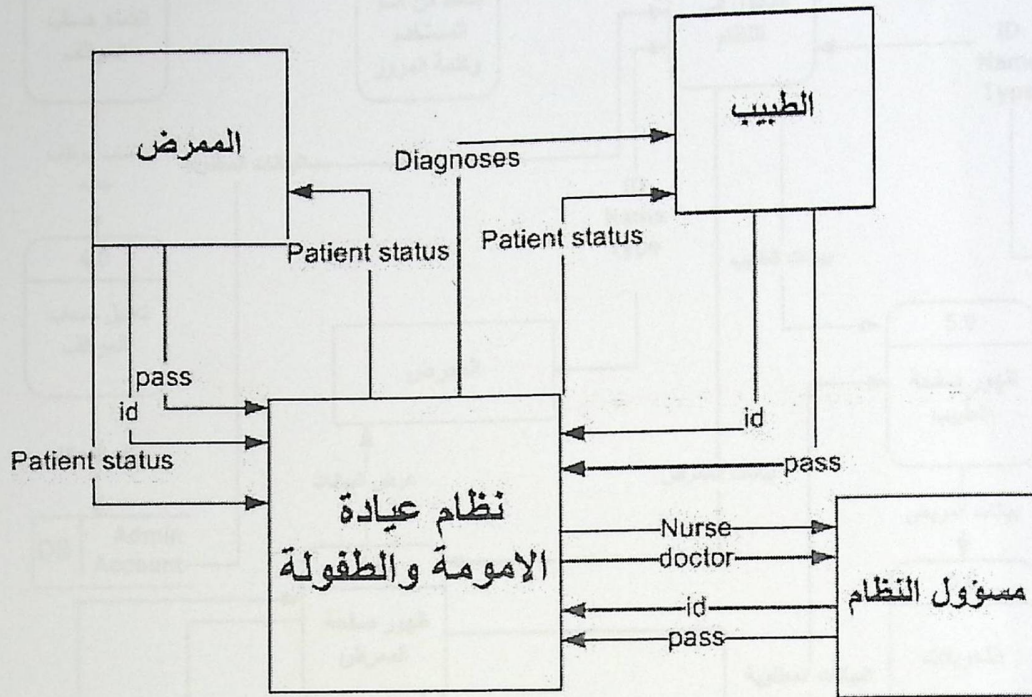 الممرض
الطبيب
Diagnoses
Patient status
Patient status
pass
id
Patient status
id
pass
نظام عيادة
الامومة والطفولة
Nurse
doctor
id
pass
مسؤول النظام